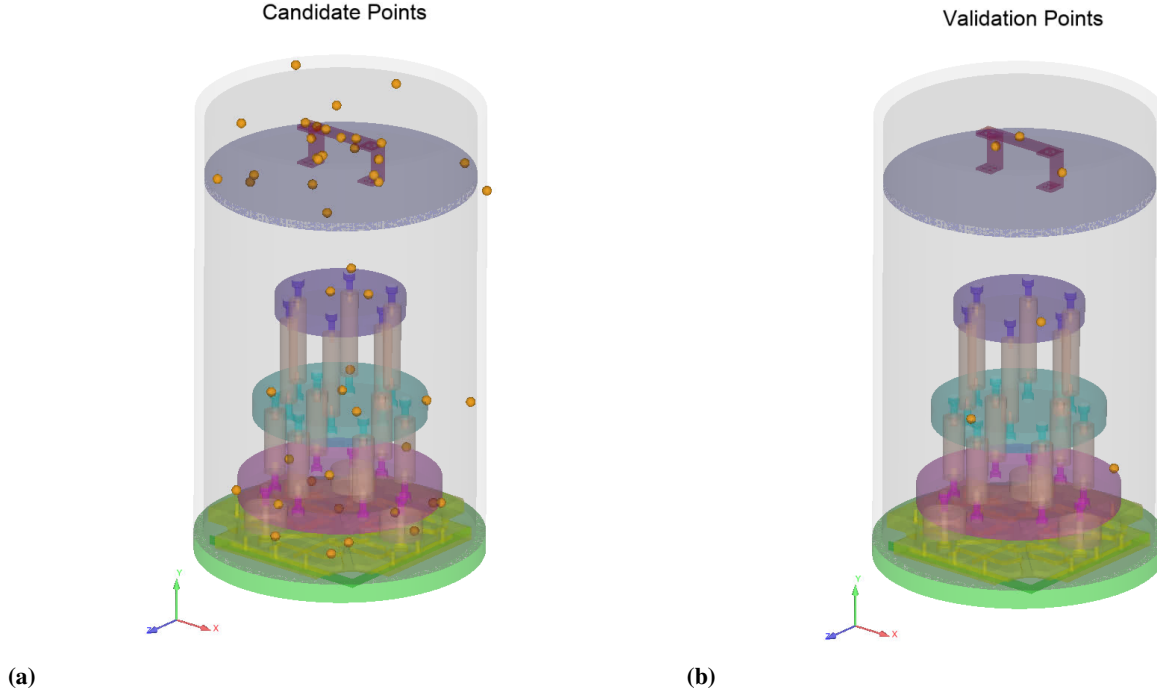 Candidate Points
Validation Points
Y
Z
X
Y
Z
X
(a)
(b)